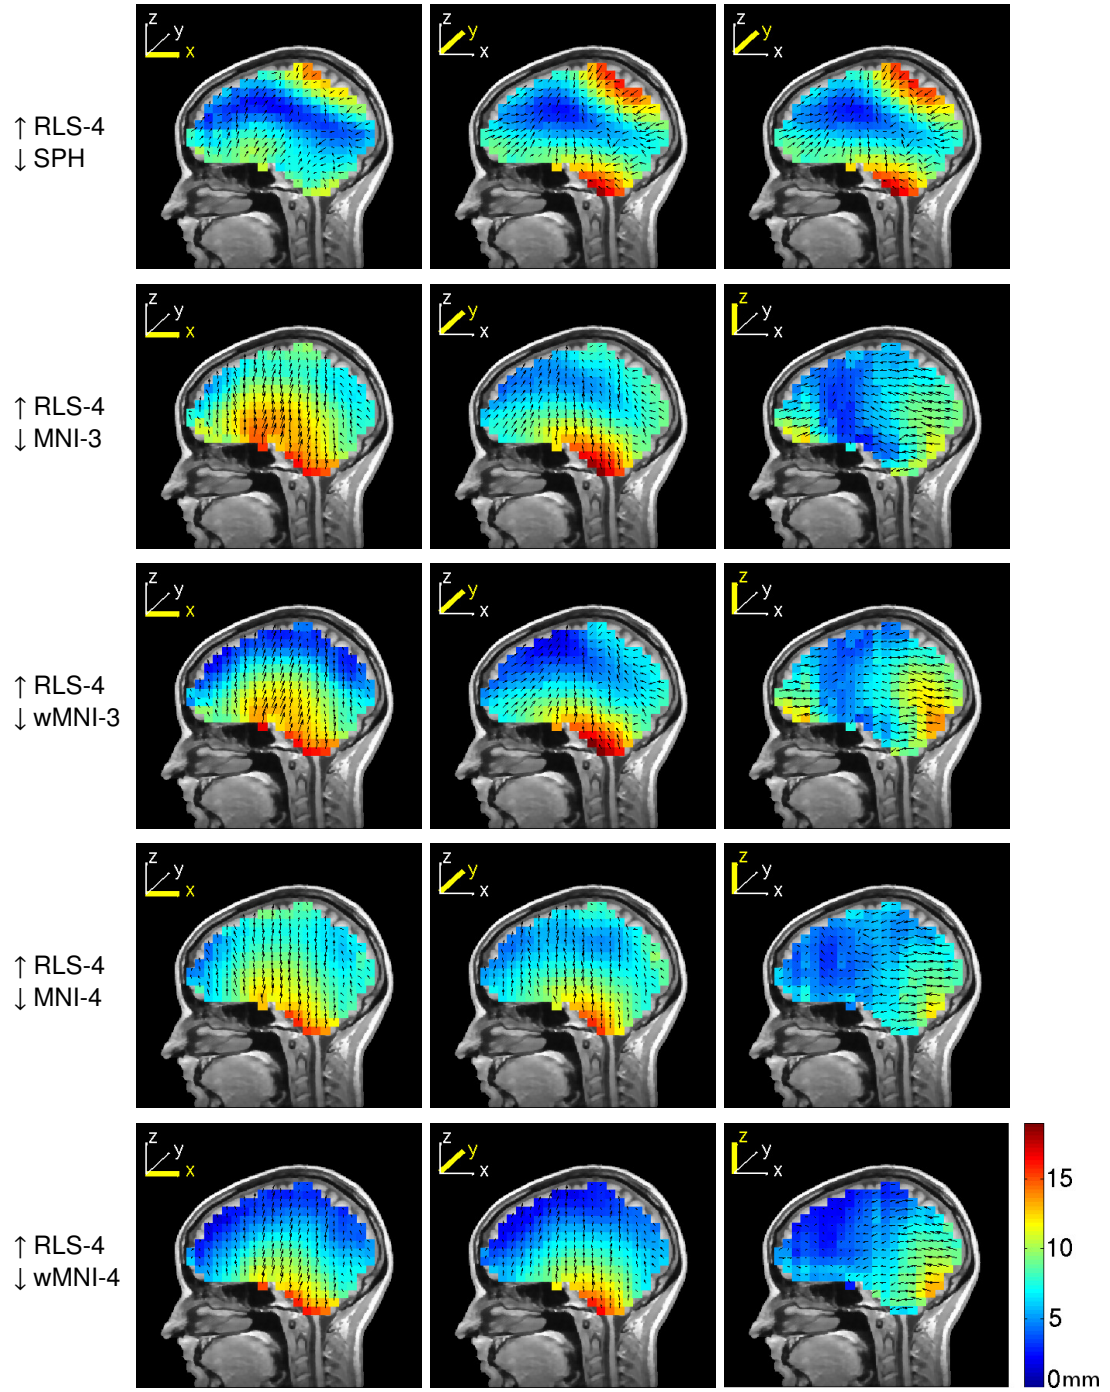 z y x
z y x
z y x
↑ RLS-4
↓ SPH
z y x
z y x
z y x
↑ RLS-4
↓ MNI-3
z y x
z y x
z y x
↑ RLS-4
↓ wMNI-3
z y x
z y x
z y x
↑ RLS-4
↓ MNI-4
z y x
z y x
z y x
↑ RLS-4
↓ wMNI-4
15
10
5
0mm